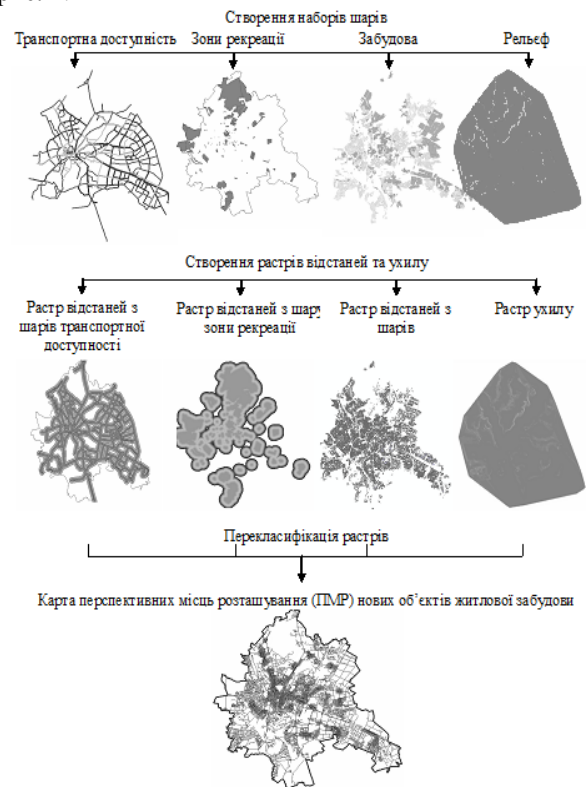 Створення наборів шарів
Транспортна доступність Зони рекреації Забудова Рельєф
Створення растрів відстаней та ухилу
Растр відстаней з
шарів транспортної
доступності
Растр відстаней з шару
зони рекреації
Растр відстаней з
шарів
Растр ухилу
Перекласифікація растрів
Карта перспективних місць розташування (ПМР) нових об’єктів житлової забудови